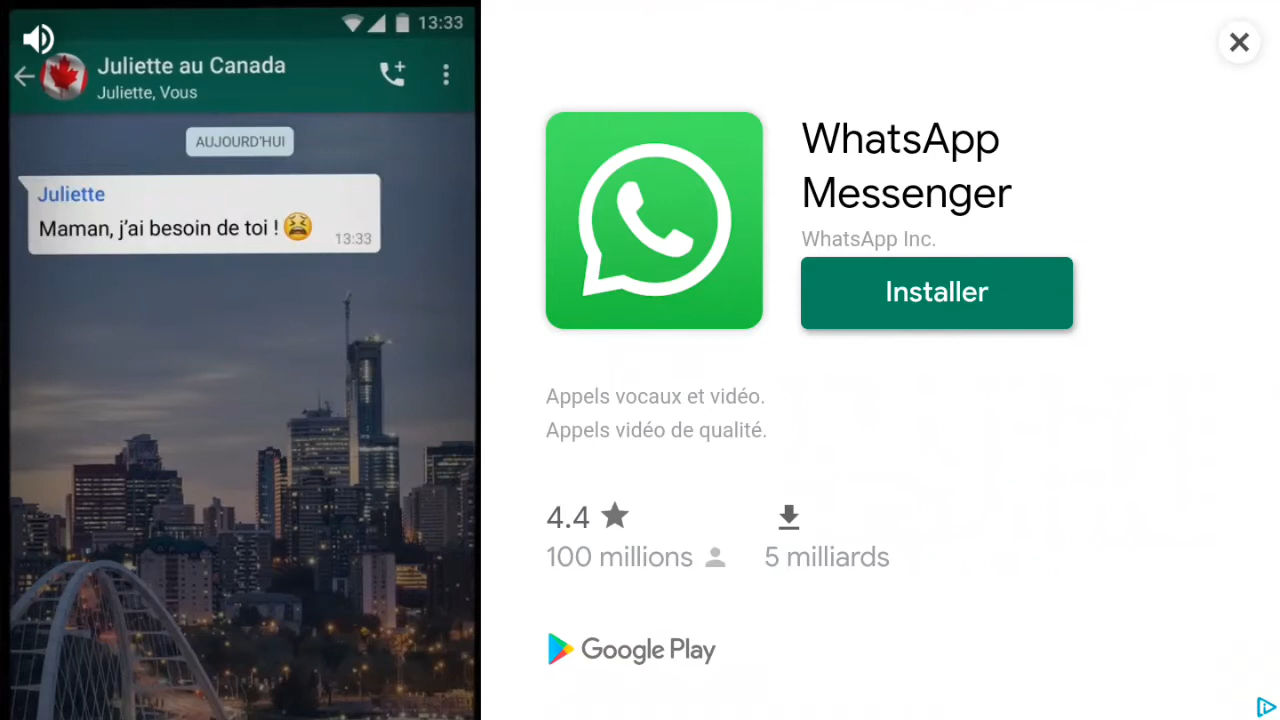 13:33
Juliette au Canada
Juliette, Vous
AUJOURD'HUI
Juliette
Maman, j'ai besoin de toi !
13:33
WhatsApp
Messenger
WhatsApp Inc.
Installer
Appels vocaux et vidéo.
Appels vidéo de qualité.
4.4
100 millions
5 milliards
Google Play